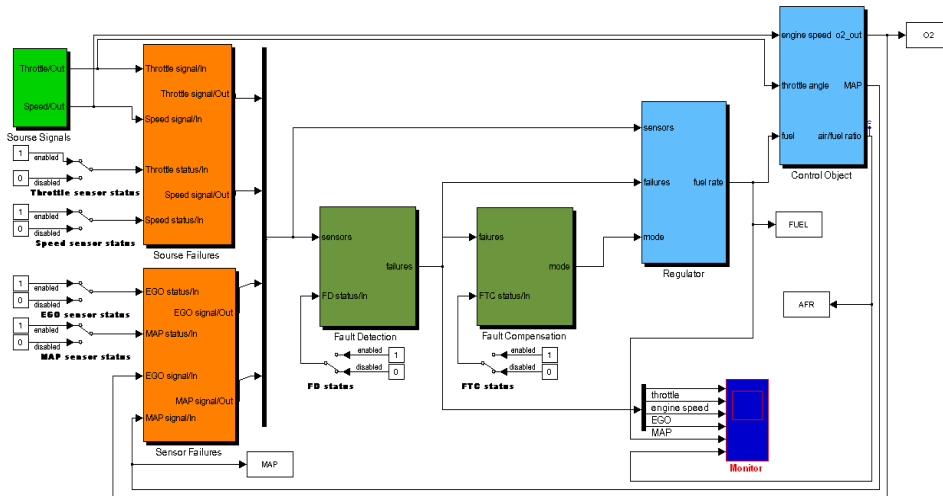 Throttle/Out
Speed/Out
Sourse Signals
1
enabled
0
disabled
Throttle sensor status
1
enabled
0
disabled
Speed sensor status
Throttle signal/In
Throttle signal/Out
Speed signal/In
Throttle status/In
Speed signal/Out
Speed status/In
Sourse Failures
1
enabled
0
disabled
EGO sensor status
1
enabled
0
disabled
MAP sensor status
EGO status/In
EGO signal/Out
MAP status/In
EGO signal/In
MAP signal/Out
MAP signal/In
Sensor Failures
MAP
sensors
failures
FD status/In
Fault Detection
enabled
1
disabled
0
FD status
faiures
mode
FTC status/In
Fault Compensation
enabled
1
disabled
0
FTC status
sensors
failures
fuel rate
mode
Regulator
engine speed
o2_out
throttle angle
MAP
fuel
air/fuel ratio
Control Object
O2
FUEL
AFR
throttle
engine speed
EGO
MAP
Monitor